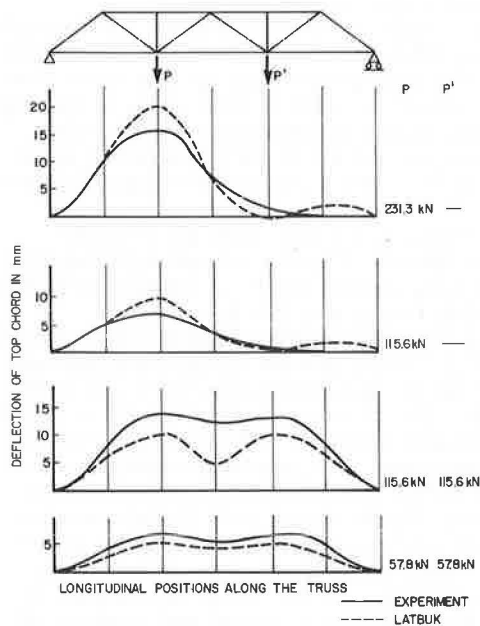 P P'
P P'
20
15
10
5
231.3 kN —
10
5
115.6kN —
15
10
5
115.6kN 115.6kN
5
57.8kN 57.8kN
DEFLECTION OF TOP CHORD IN mm
LONGITUDINAL POSITIONS ALONG THE TRUSS
EXPERIMENT
LATBUK